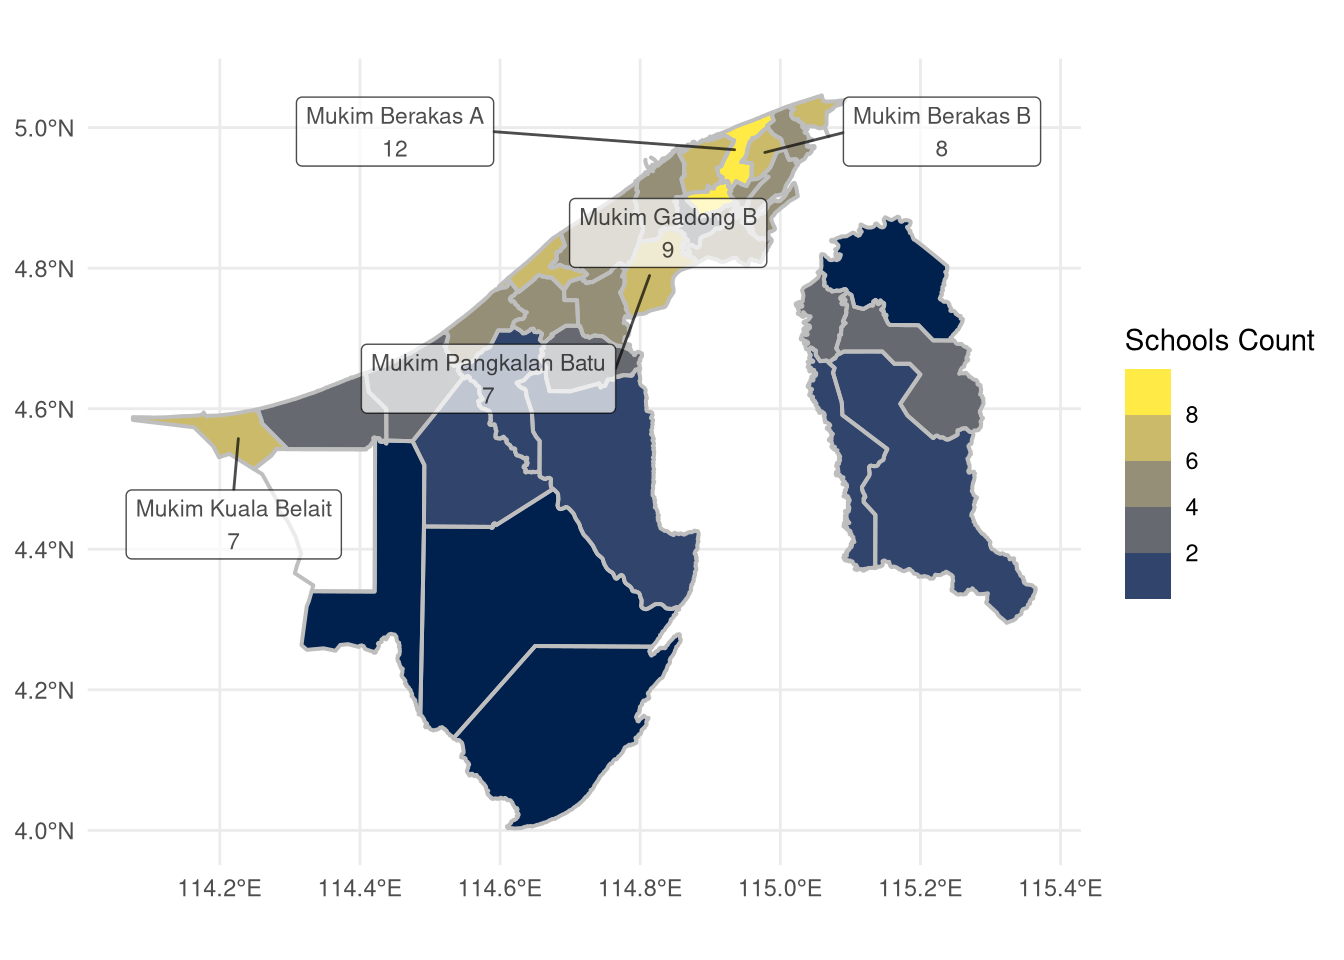 Mukim Berakas A
12
Mukim Berakas B
8
Mukim Gadong B
9
Mukim Pangkalan Batu
7
Mukim Kuala Belait
7
5.0°N
4.8°N
4.6°N
4.4°N
4.2°N
4.0°N
114.2°E
114.4°E
114.6°E
114.8°E
115.0°E
115.2°E
115.4°E
Schools Count
8
6
4
2